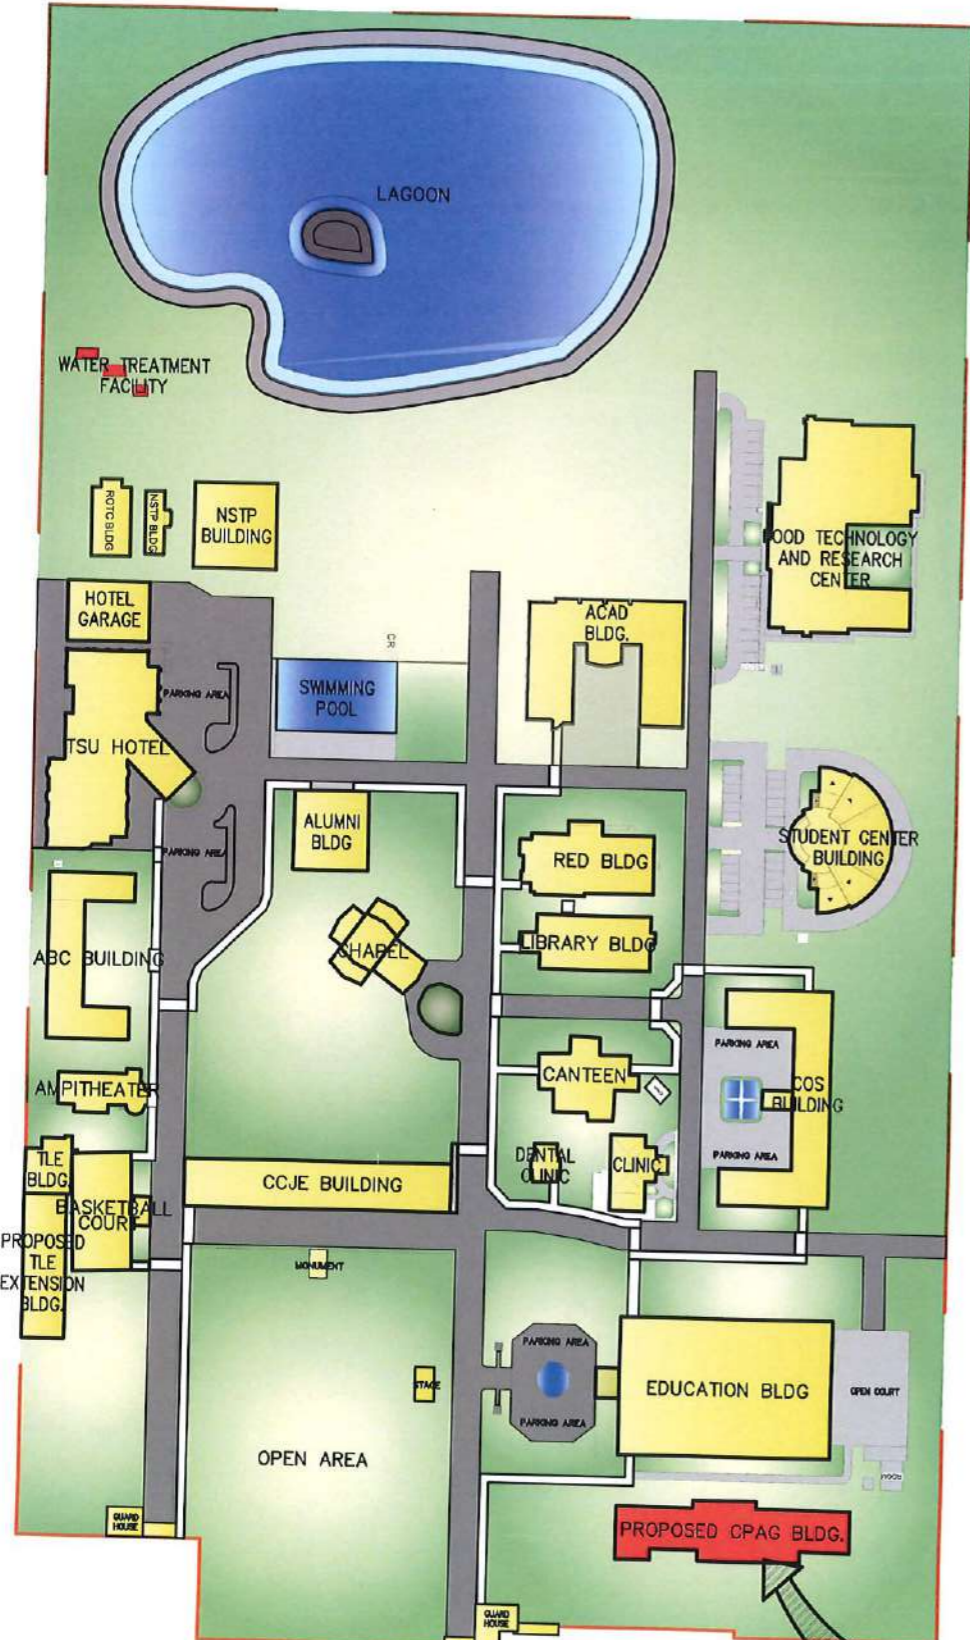 LAGOON
WATER TREATMENT
FACILITY
ROTC BLDG
NSTP BLDG
NSTP
BUILDING
FOOD TECHNOLOGY
AND RESEARCH
CENTER
HOTEL
GARAGE
ACAD
BLDG.
CR
SWIMMING
POOL
PARKING AREA
TSU HOTEL
ALUMNI
BLDG
PARKING AREA
RED BLDG
STUDENT CENTER
BUILDING
CHAPEL
LIBRARY BLDG
ABC BUILDING
PARKING AREA
CANTEEN
COS
BUILDING
AMPITHEATER
PARKING AREA
DENTAL
CLINIC
CLINIC
TLE
BLDG.
CCJE BUILDING
BASKETBALL
COURT
PROPOSED
TLE
EXTENSION
BLDG.
MONUMENT
PARKING AREA
STAGE
EDUCATION BLDG
OPEN COURT
PARKING AREA
OPEN AREA
ROOM
GUARD
HOUSE
PROPOSED CPAG BLDG.
GUARD
HOUSE